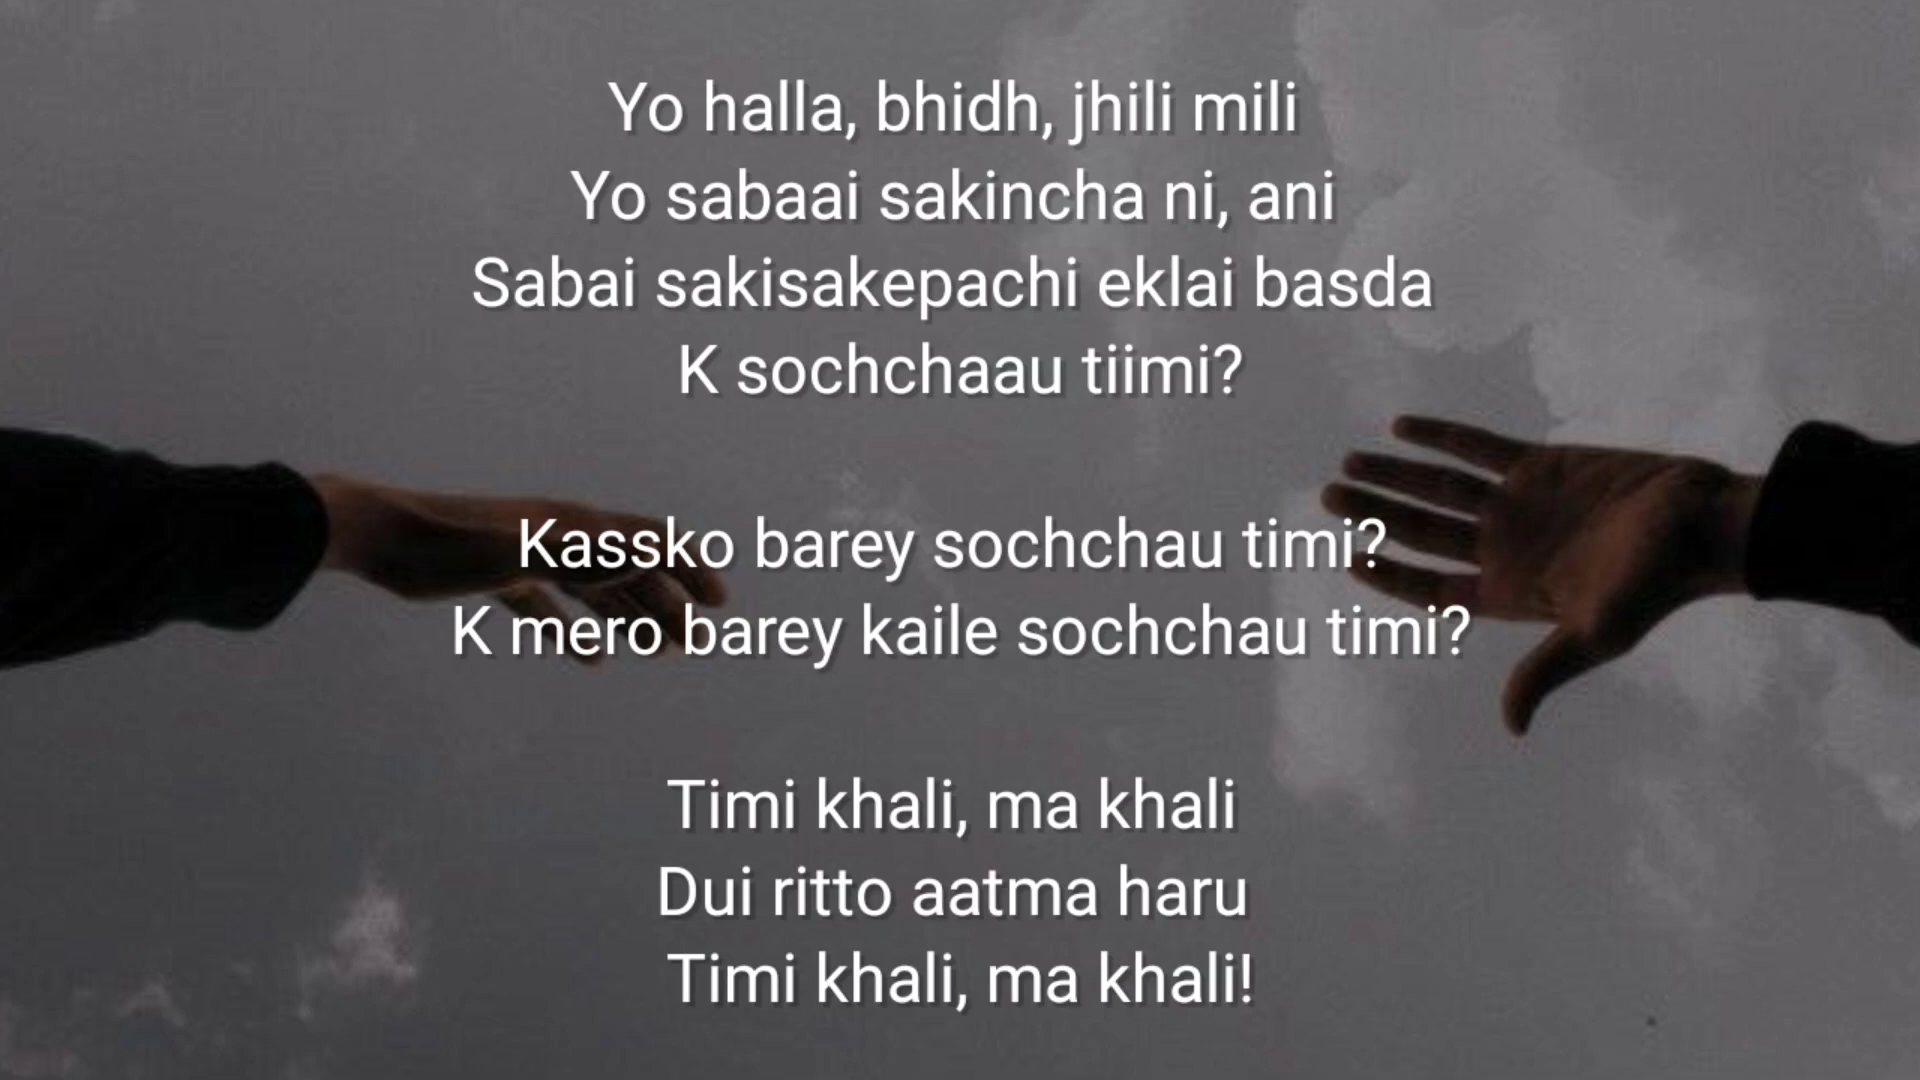 Yo halla, bhidh, jhili mili
Yo sabaai sakincha ni, ani
Sabai sakisakepachi eklai basda
K sochchaau tiimi?
Kassko barey sochchau timi?
K mero barey kaile sochchau timi?
Timi khali, ma khali
Dui ritto aatma haru
Timi khali, ma khali!